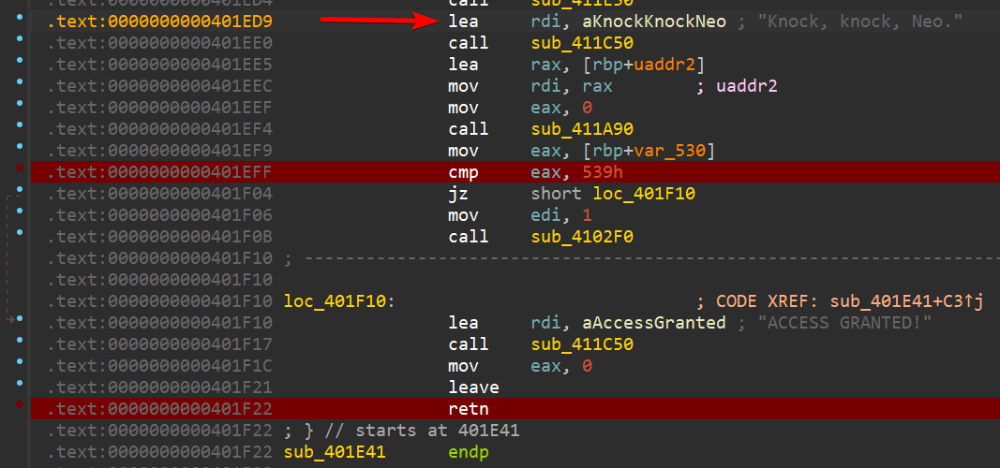 .text:0000000000401ED4 call sub_411E50
.text:0000000000401ED9 lea rdi, aKnockKnockNeo ; "Knock, knock, Neo."
.text:0000000000401EE0 call sub_411C50
.text:0000000000401EE5 lea rax, [rbp+uaddr2]
.text:0000000000401EEC mov rdi, rax ; uaddr2
.text:0000000000401EEF mov eax, 0
.text:0000000000401EF4 call sub_411A90
.text:0000000000401EF9 mov eax, [rbp+var_530]
.text:0000000000401EFF cmp eax, 539h
.text:0000000000401F04 jz short loc_401F10
.text:0000000000401F06 mov edi, 1
.text:0000000000401F0B call sub_4102F0
.text:0000000000401F10 ; ---------------------------------------------------------------------
.text:0000000000401F10
.text:0000000000401F10 loc_401F10: ; CODE XREF: sub_401E41+C3↑j
.text:0000000000401F10 lea rdi, aAccessGranted ; "ACCESS GRANTED!"
.text:0000000000401F17 call sub_411C50
.text:0000000000401F1C mov eax, 0
.text:0000000000401F21 leave
.text:0000000000401F22 retn
.text:0000000000401F22 ; } // starts at 401E41
.text:0000000000401F22 sub_401E41 endp